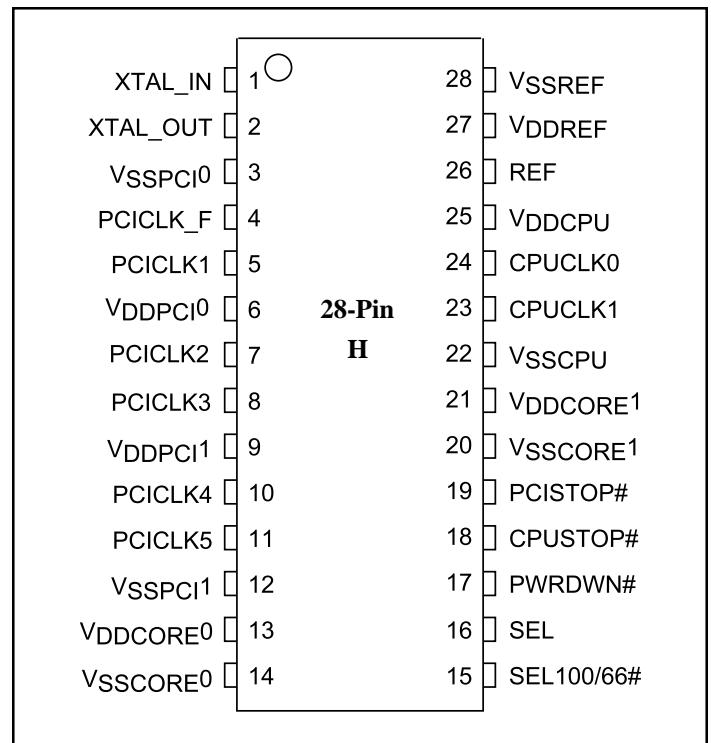 XTAL_IN 1 28 VSSREF
XTAL_OUT 2 27 VDDREF
VSSPCI0 3 26 REF
PCICLK_F 4 25 VDDCPU
PCICLK1 5 24 CPUCLK0
VDDPCI0 6 28-Pin 23 CPUCLK1
PCICLK2 7 H 22 VSSCPU
PCICLK3 8 21 VDDCORE1
VDDPCI1 9 20 VSSCORE1
PCICLK4 10 19 PCISTOP#
PCICLK5 11 18 CPUSTOP#
VSSPCI1 12 17 PWRDWN#
VDDCORE0 13 16 SEL
VSSCORE0 14 15 SEL100/66#